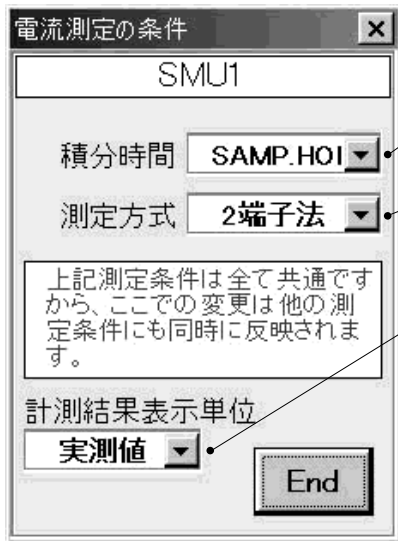 電流測定の条件
SMU1
積分時間 SAMP.HOI
測定方式 2端子法
上記測定条件は全て共通です
から、ここでの変更は他の測
定条件にも同時に反映されま
す。
計測結果表示単位
実測値
End